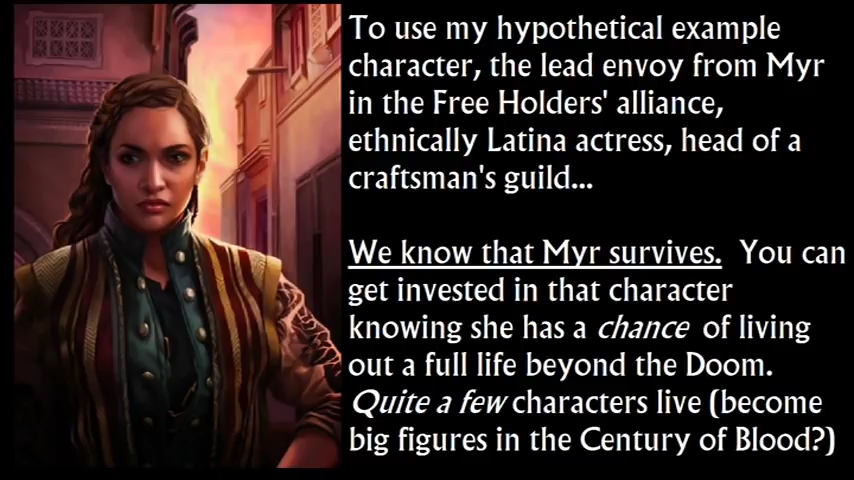 To use my hypothetical example
character, the lead envoy from Myr
in the Free Holders' alliance,
ethnically Latina actress, head of a
craftsman's guild...
We know that Myr survives. You can
get invested in that character
knowing she has a chance of living
out a full life beyond the Doom.
Quite a few characters live (become
big figures in the Century of Blood?)